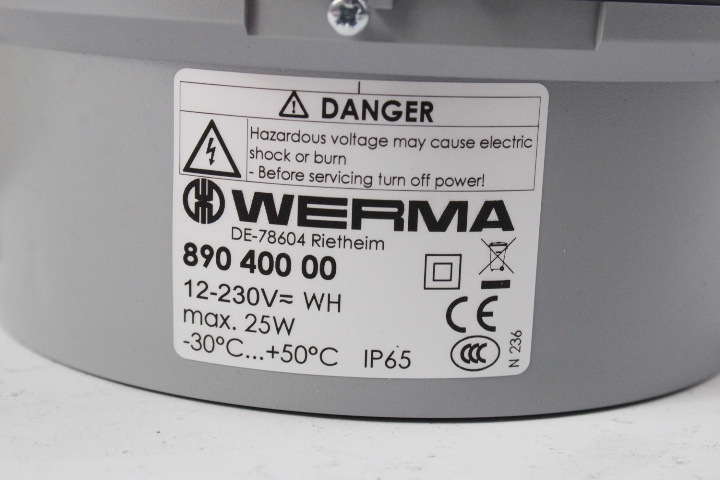 ⚠ DANGER
Hazardous voltage may cause electric
shock or burn
- Before servicing turn off power!
WERMA
DE-78604 Rietheim
890 400 00
12-230V≂ WH
max. 25W
-30°C...+50°C IP65
CE
CCC
N 236